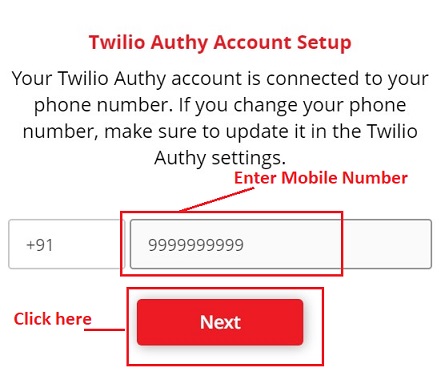 Twilio Authy Account Setup
Your Twilio Authy account is connected to your
phone number. If you change your phone
number, make sure to update it in the Twilio
Authy settings.
Enter Mobile Number
+91
9999999999
Click here
Next